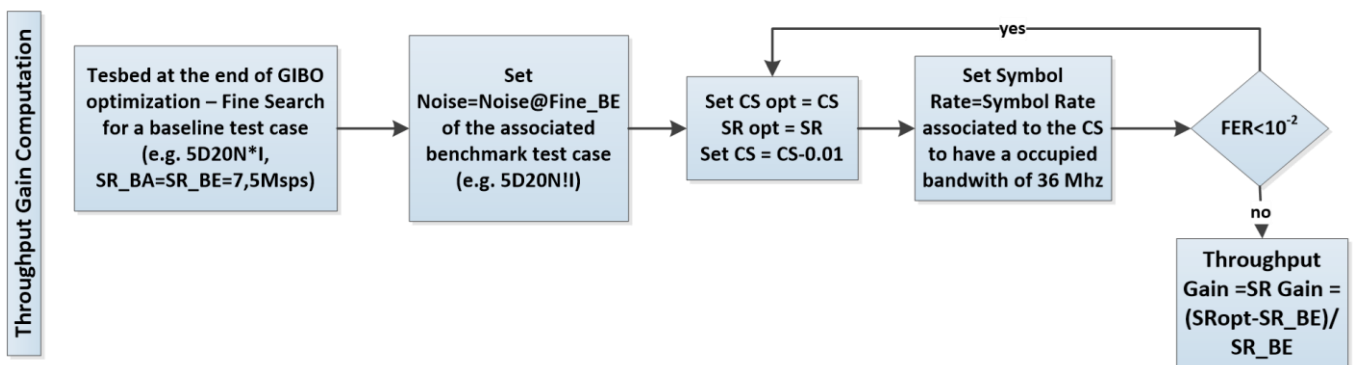 Throughput Gain Computation
Tesbed at the end of GIBO
optimization – Fine Search
for a baseline test case
(e.g. 5D20N*I,
SR_BA=SR_BE=7,5Msps)
Set
Noise=Noise@Fine_BE
of the associated
benchmark test case
(e.g. 5D20N!I)
Set CS opt = CS
SR opt = SR
Set CS = CS-0.01
Set Symbol
Rate=Symbol Rate
associated to the CS
to have a occupied
bandwith of 36 Mhz
yes
FER<10⁻²
no
Throughput
Gain =SR Gain =
(SRopt-SR_BE)/
SR_BE